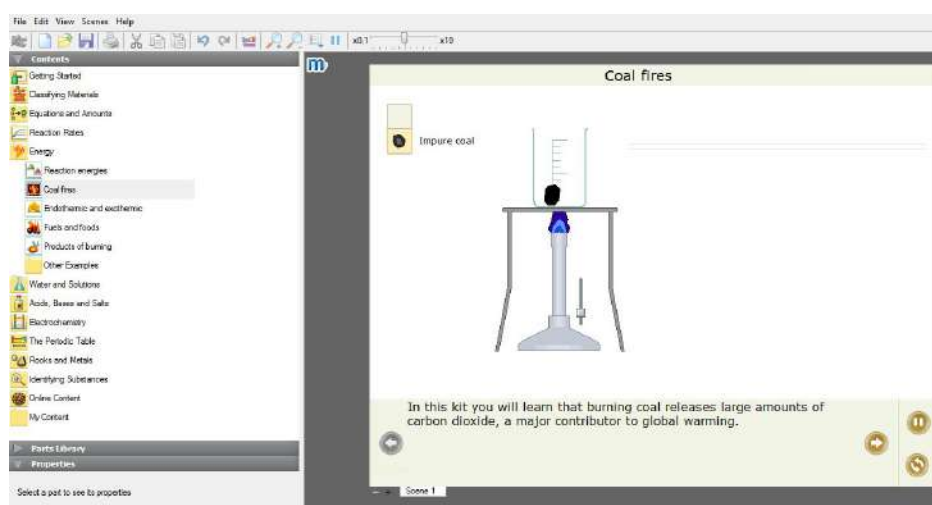 File Edit View Scenes Help
x0.1 x10
Contents
Getting Started
Classifying Materials
Equations and Amounts
Reaction Rates
Energy
Reaction energies
Coal fires
Endothermic and exothermic
Fuels and foods
Products of burning
Other Examples
Water and Solutions
Acids, Bases and Salts
Electrochemistry
The Periodic Table
Rocks and Metals
Identifying Substances
Online Content
My Content
Parts Library
Properties
Select a part to see its properties
m
Coal fires
Impure coal
In this kit you will learn that burning coal releases large amounts of
carbon dioxide, a major contributor to global warming.
Scene 1